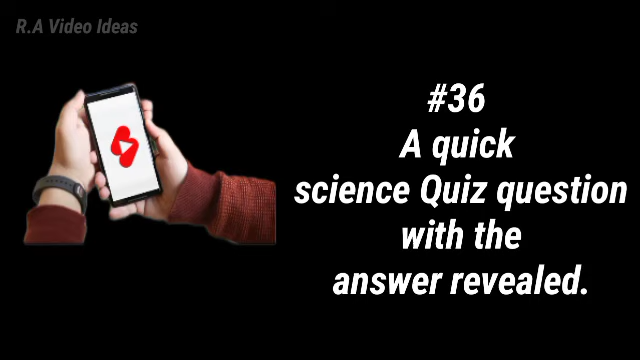 R.A Video Ideas
#36
A quick
science Quiz question
with the
answer revealed.